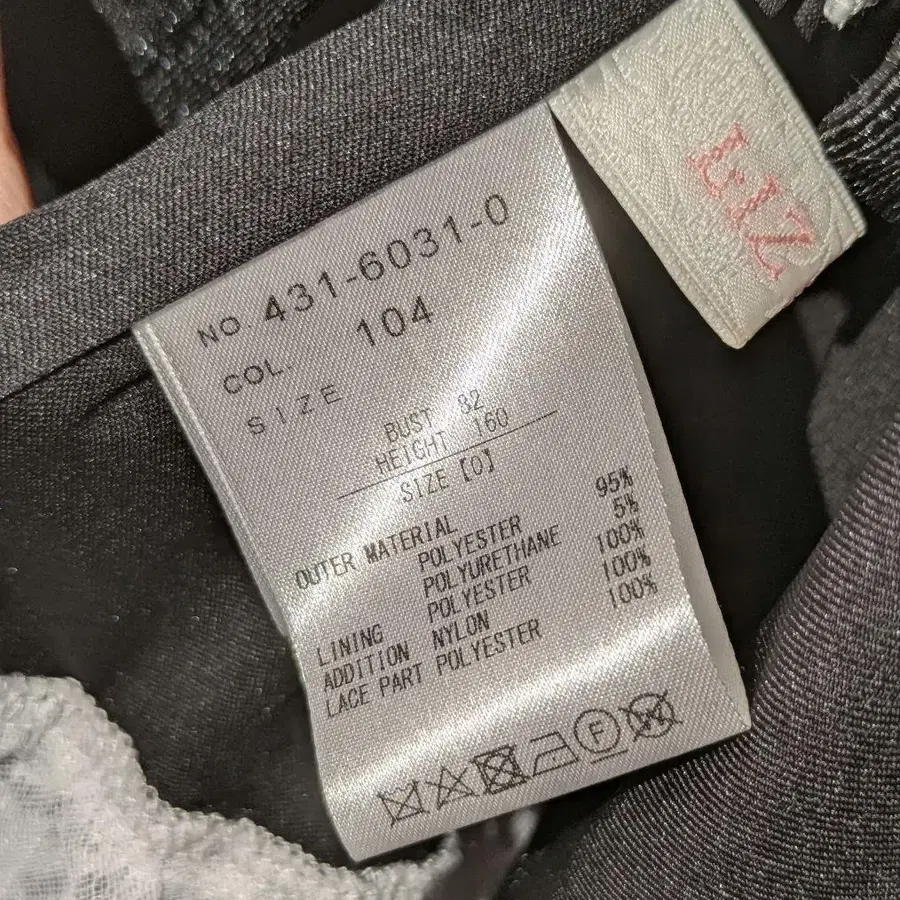 NO. 431-6031-0
COL. 104
SIZE
BUST 82
HEIGHT 160
SIZE【0】
OUTER MATERIAL
POLYESTER 95%
POLYURETHANE 5%
LINING POLYESTER 100%
ADDITION NYLON 100%
LACE PART POLYESTER 100%
F W